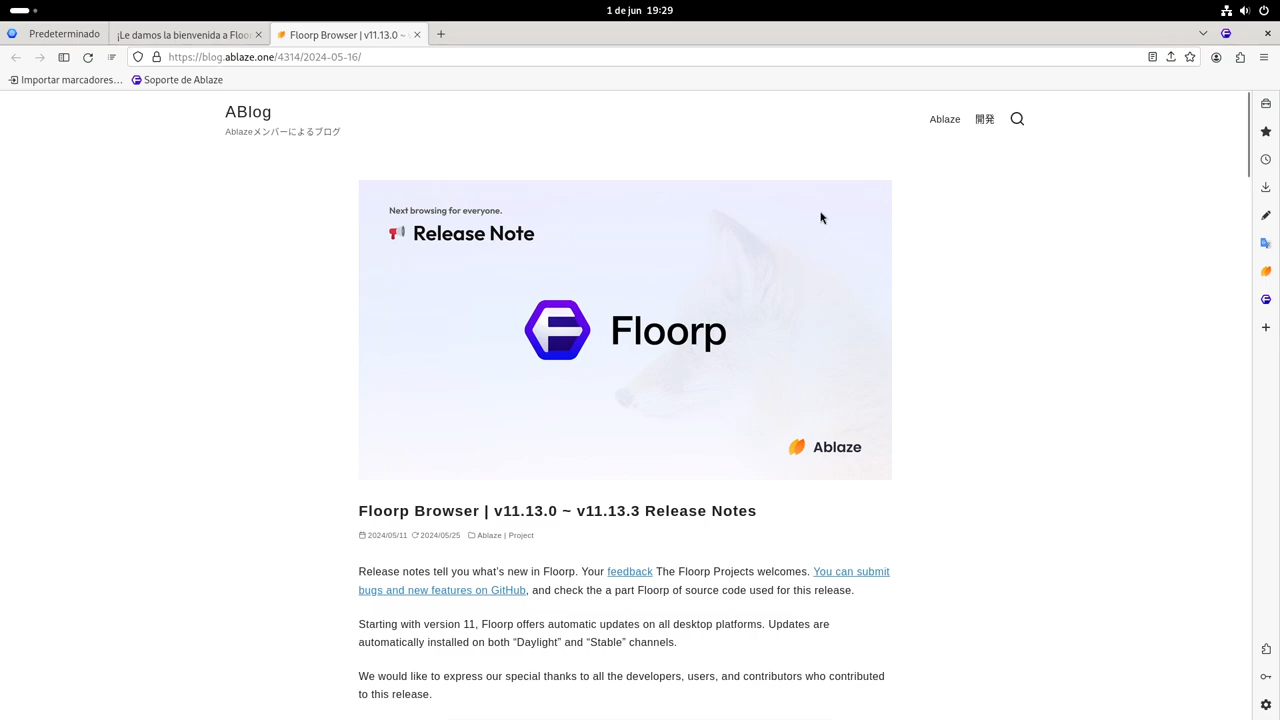 1 de jun  19:29
Predeterminado
¡Le damos la bienvenida a Floor
Floorp Browser | v11.13.0 ~ v
https://blog.ablaze.one/4314/2024-05-16/
Importar marcadores…
Soporte de Ablaze
ABlog
Ablazeメンバーによるブログ
Ablaze
開発
Next browsing for everyone.
Release Note
Floorp
Ablaze
Floorp Browser | v11.13.0 ~ v11.13.3 Release Notes
2024/05/11 2024/05/25 Ablaze | Project
Release notes tell you what’s new in Floorp. Your feedback The Floorp Projects welcomes. You can submit
bugs and new features on GitHub, and check the a part Floorp of source code used for this release.
Starting with version 11, Floorp offers automatic updates on all desktop platforms. Updates are
automatically installed on both “Daylight” and “Stable” channels.
We would like to express our special thanks to all the developers, users, and contributors who contributed
to this release.